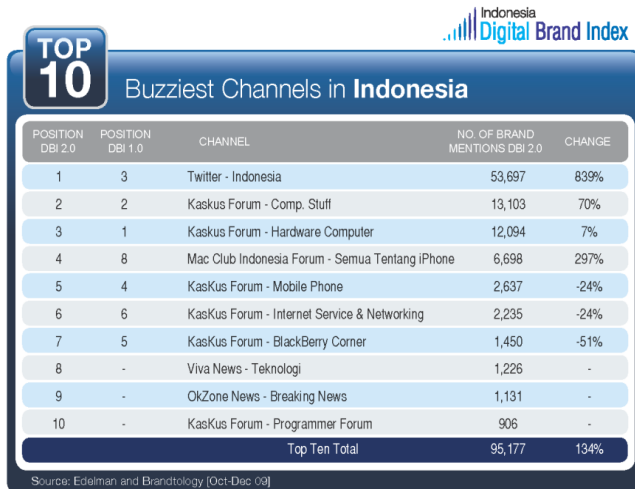 Indonesia
Digital Brand Index
TOP
10
Buzziest Channels in Indonesia
POSITION DBI 2.0 POSITION DBI 1.0 CHANNEL NO. OF BRAND MENTIONS DBI 2.0 CHANGE
1 3 Twitter - Indonesia 53,697 839%
2 2 Kaskus Forum - Comp. Stuff 13,103 70%
3 1 Kaskus Forum - Hardware Computer 12,094 7%
4 8 Mac Club Indonesia Forum - Semua Tentang iPhone 6,698 297%
5 4 KasKus Forum - Mobile Phone 2,637 -24%
6 6 KasKus Forum - Internet Service & Networking 2,235 -24%
7 5 KasKus Forum - BlackBerry Corner 1,450 -51%
8 - Viva News - Teknologi 1,226 -
9 - OkZone News - Breaking News 1,131 -
10 - KasKus Forum - Programmer Forum 906 -
Top Ten Total 95,177 134%
Source: Edelman and Brandtology [Oct-Dec 09]